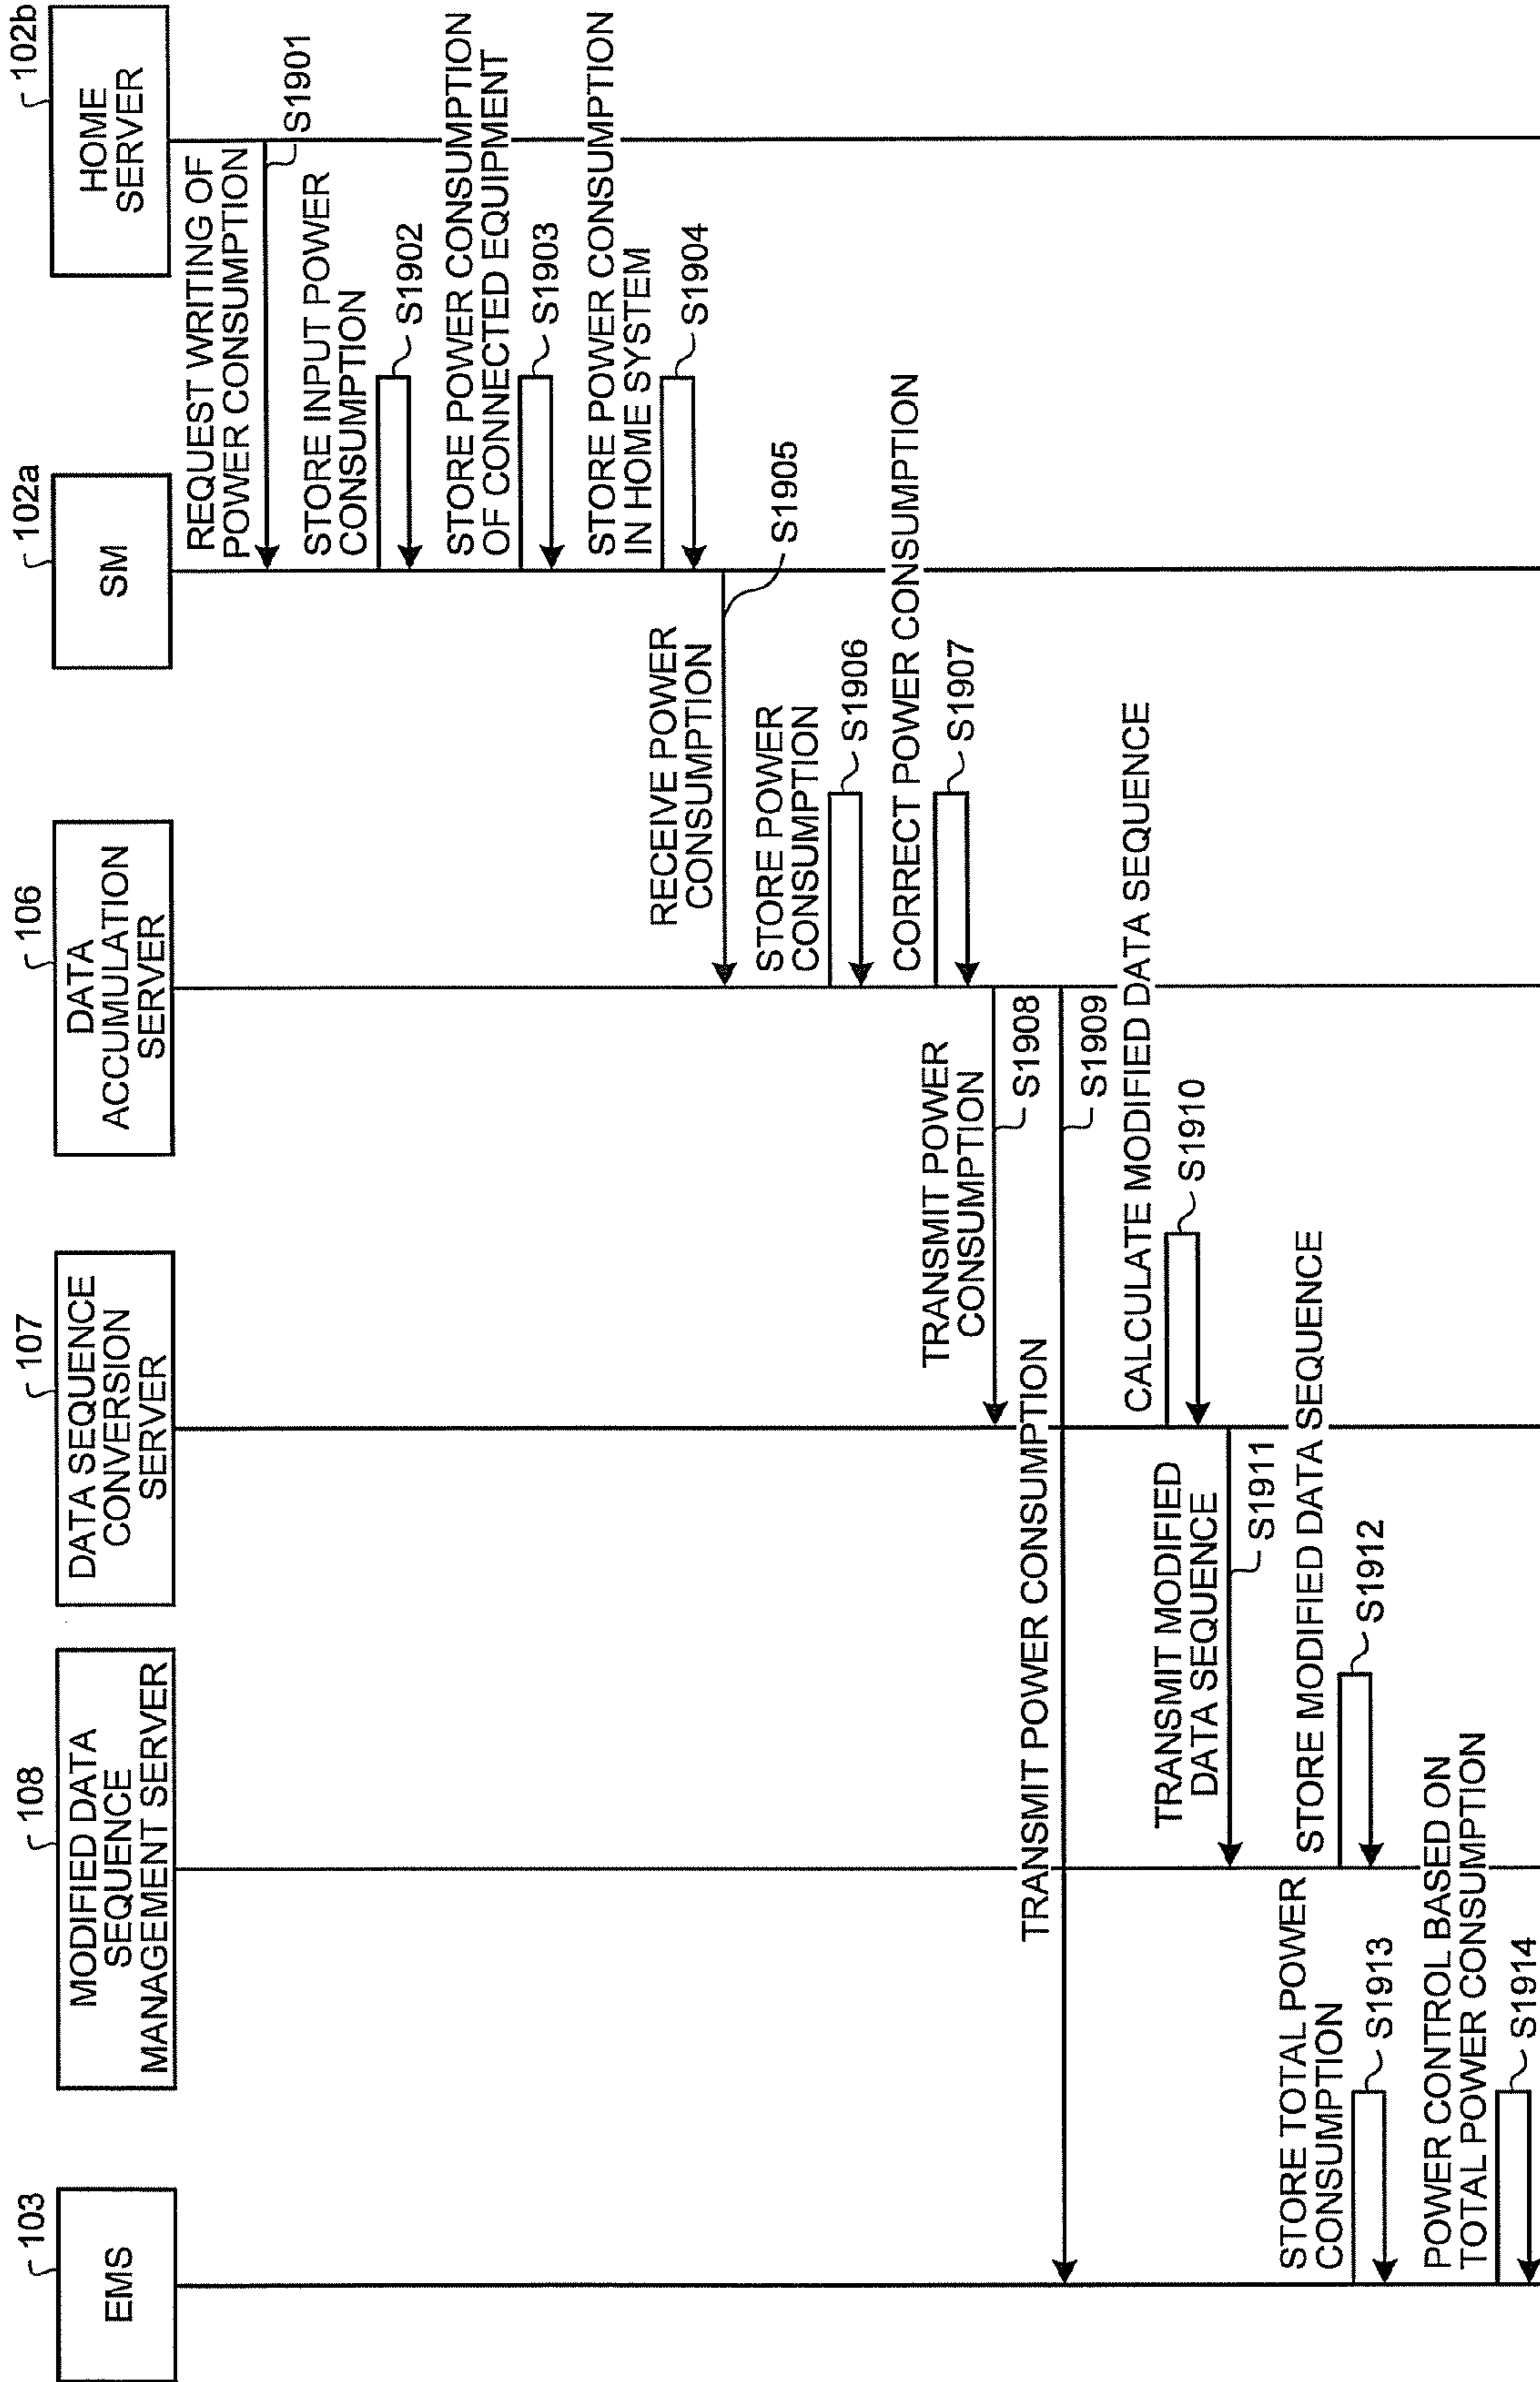 103
EMS
108
MODIFIED DATA
SEQUENCE
MANAGEMENT SERVER
107
DATA SEQUENCE
CONVERSION
SERVER
106
DATA
ACCUMULATION
SERVER
102a
SM
102b
HOME
SERVER
REQUEST WRITING OF
POWER CONSUMPTION
S1901
STORE INPUT POWER
CONSUMPTION
S1902
STORE POWER CONSUMPTION
OF CONNECTED EQUIPMENT
S1903
STORE POWER CONSUMPTION
IN HOME SYSTEM
S1904
RECEIVE POWER
CONSUMPTION
S1905
STORE POWER
CONSUMPTION
S1906
CORRECT POWER CONSUMPTION
S1907
TRANSMIT POWER
CONSUMPTION
S1908
TRANSMIT POWER CONSUMPTION
S1909
CALCULATE MODIFIED DATA SEQUENCE
S1910
TRANSMIT MODIFIED
DATA SEQUENCE
S1911
STORE MODIFIED DATA SEQUENCE
S1912
STORE TOTAL POWER
CONSUMPTION
S1913
POWER CONTROL BASED ON
TOTAL POWER CONSUMPTION
S1914